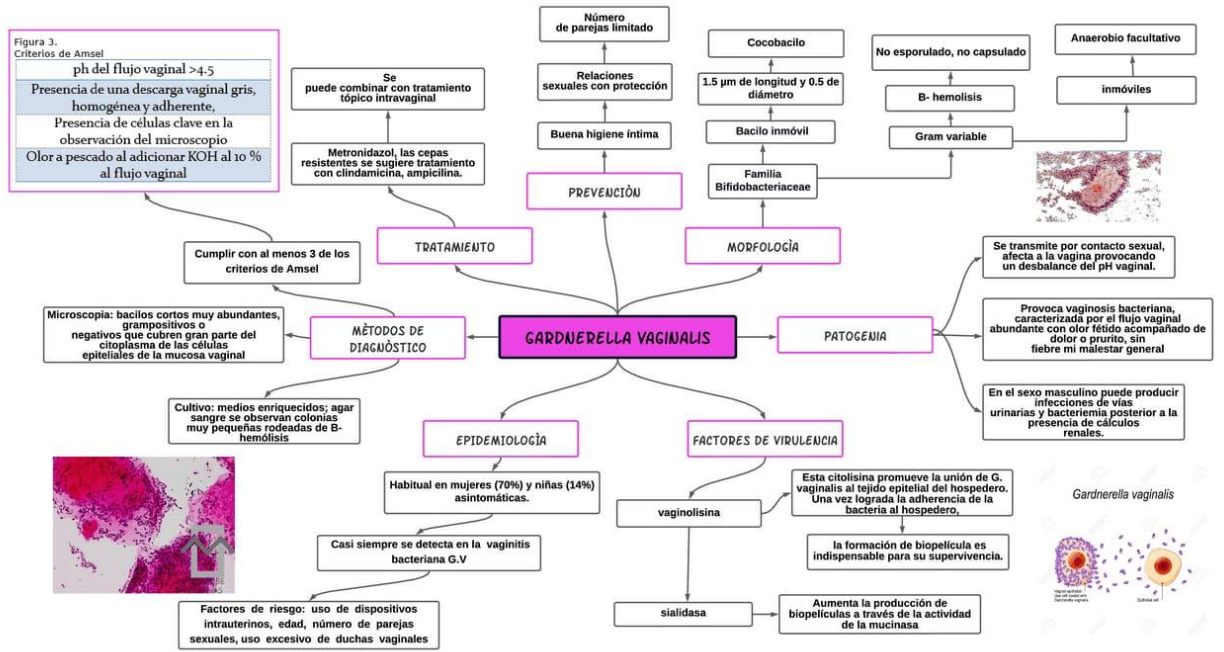 Figura 3.
Criterios de Amsel
ph del flujo vaginal >4.5
Presencia de una descarga vaginal gris,
homogénea y adherente,
Presencia de células clave en la
observación del microscopio
Olor a pescado al adicionar KOH al 10 %
al flujo vaginal
Se
puede combinar con tratamiento
tópico intravaginal
Metronidazol, las cepas
resistentes se sugiere tratamiento
con clindamicina, ampicilina.
TRATAMIENTO
Número
de parejas limitado
Relaciones
sexuales con protección
Buena higiene íntima
PREVENCIÒN
Cocobacilo
1.5 µm de longitud y 0.5 de
diámetro
Bacilo inmóvil
Familia
Bifidobacteriaceae
MORFOLOGÌA
No esporulado, no capsulado
B- hemolisis
Gram variable
Anaerobio facultativo
inmóviles
Cumplir con al menos 3 de los
criterios de Amsel
Microscopia: bacilos cortos muy abundantes,
grampositivos o
negativos que cubren gran parte del
citoplasma de las células
epiteliales de la mucosa vaginal
MÈTODOS DE
DIAGNÒSTICO
Cultivo: medios enriquecidos; agar
sangre se observan colonias
muy pequeñas rodeadas de B-
hemólisis
GARDNERELLA VAGINALIS
PATOGENIA
Se transmite por contacto sexual,
afecta a la vagina provocando
un desbalance del pH vaginal.
Provoca vaginosis bacteriana,
caracterizada por el flujo vaginal
abundante con olor fétido acompañado de
dolor o prurito, sin
fiebre mi malestar general
En el sexo masculino puede producir
infecciones de vías
urinarias y bacteriemia posterior a la
presencia de cálculos
renales.
EPIDEMIOLOGÌA
Habitual en mujeres (70%) y niñas (14%)
asintomáticas.
Casi siempre se detecta en la vaginitis
bacteriana G.V
Factores de riesgo: uso de dispositivos
intrauterinos, edad, número de parejas
sexuales, uso excesivo de duchas vaginales
FACTORES DE VIRULENCIA
vaginolisina
Esta citolisina promueve la unión de G.
vaginalis al tejido epitelial del hospedero.
Una vez lograda la adherencia de la
bacteria al hospedero,
la formación de biopelícula es
indispensable para su supervivencia.
sialidasa
Aumenta la producción de
biopelículas a través de la actividad
de la mucinasa
Gardnerella vaginalis
Epithelial cell